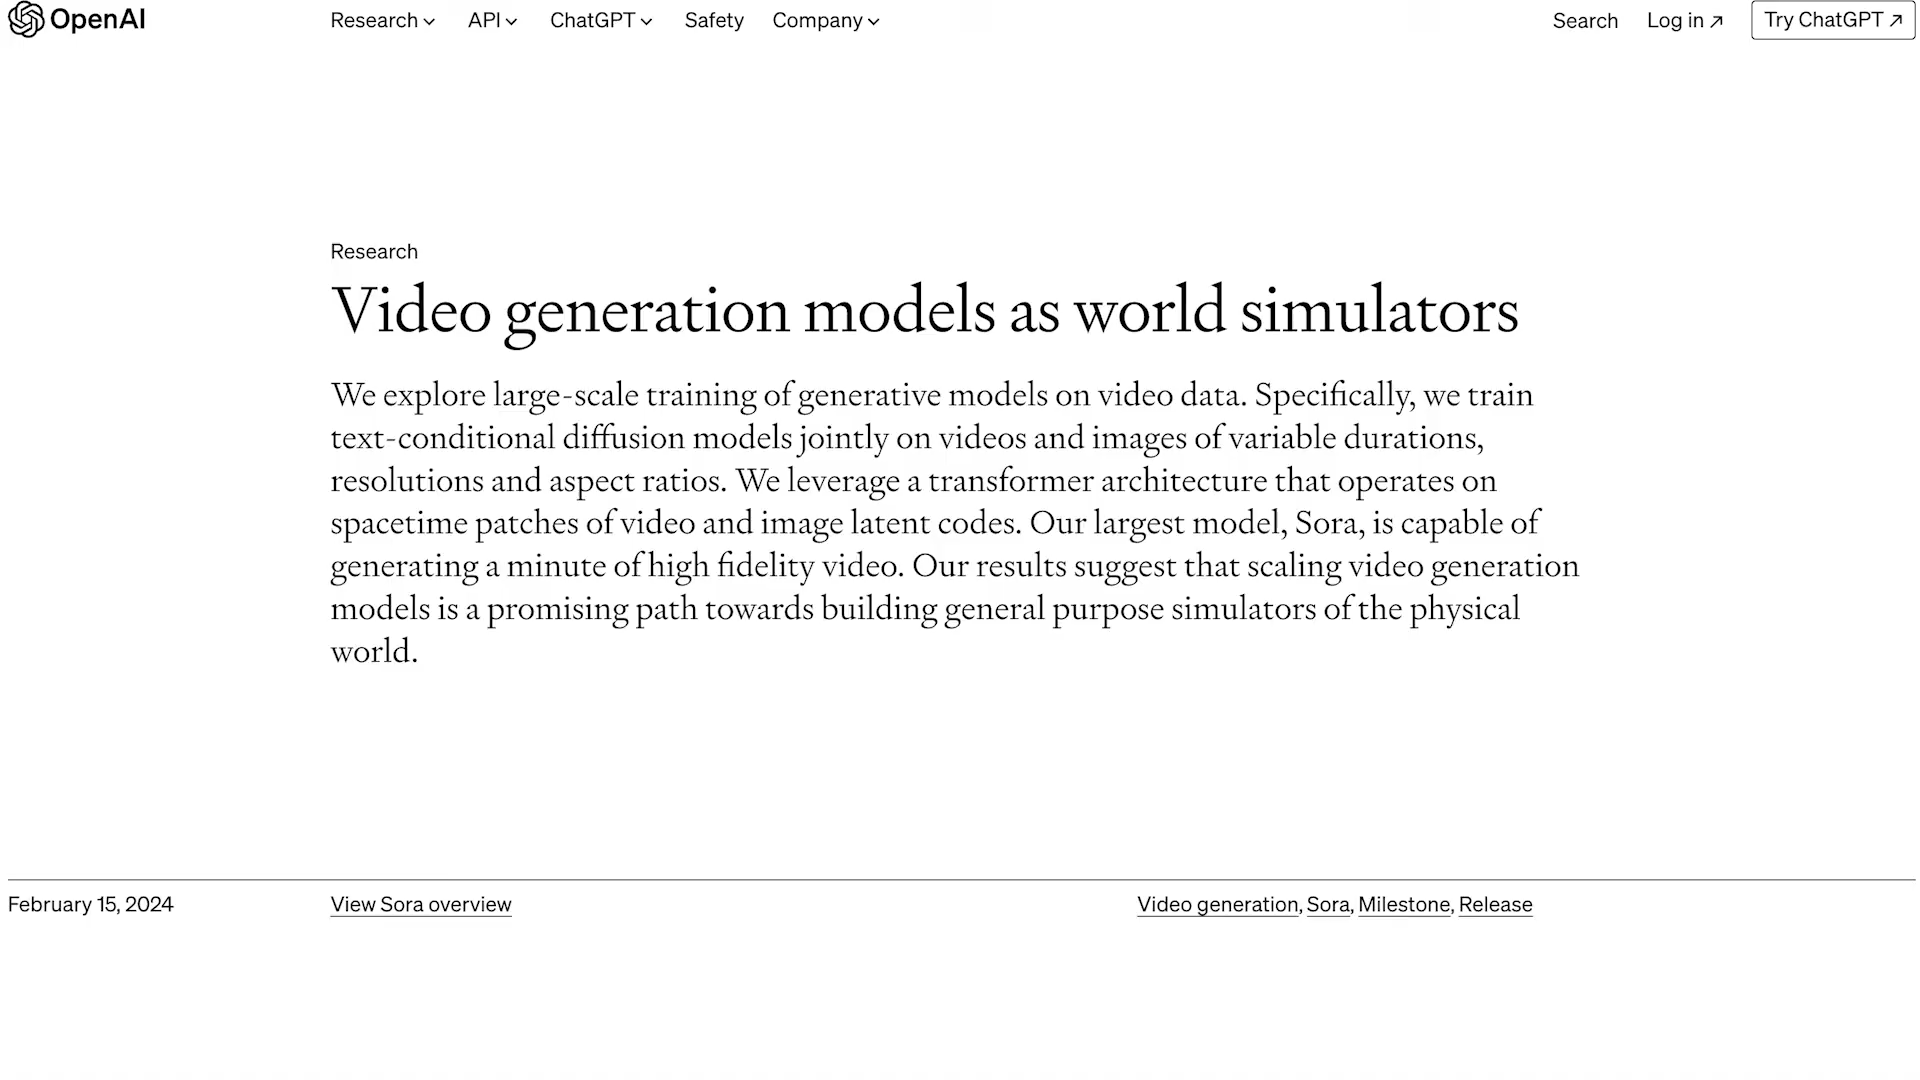 OpenAI
Research API ChatGPT Safety Company Search Log in ↗ Try ChatGPT ↗
Research
Video generation models as world simulators
We explore large-scale training of generative models on video data. Specifically, we train
text-conditional diffusion models jointly on videos and images of variable durations,
resolutions and aspect ratios. We leverage a transformer architecture that operates on
spacetime patches of video and image latent codes. Our largest model, Sora, is capable of
generating a minute of high fidelity video. Our results suggest that scaling video generation
models is a promising path towards building general purpose simulators of the physical
world.
February 15, 2024 View Sora overview Video generation, Sora, Milestone, Release